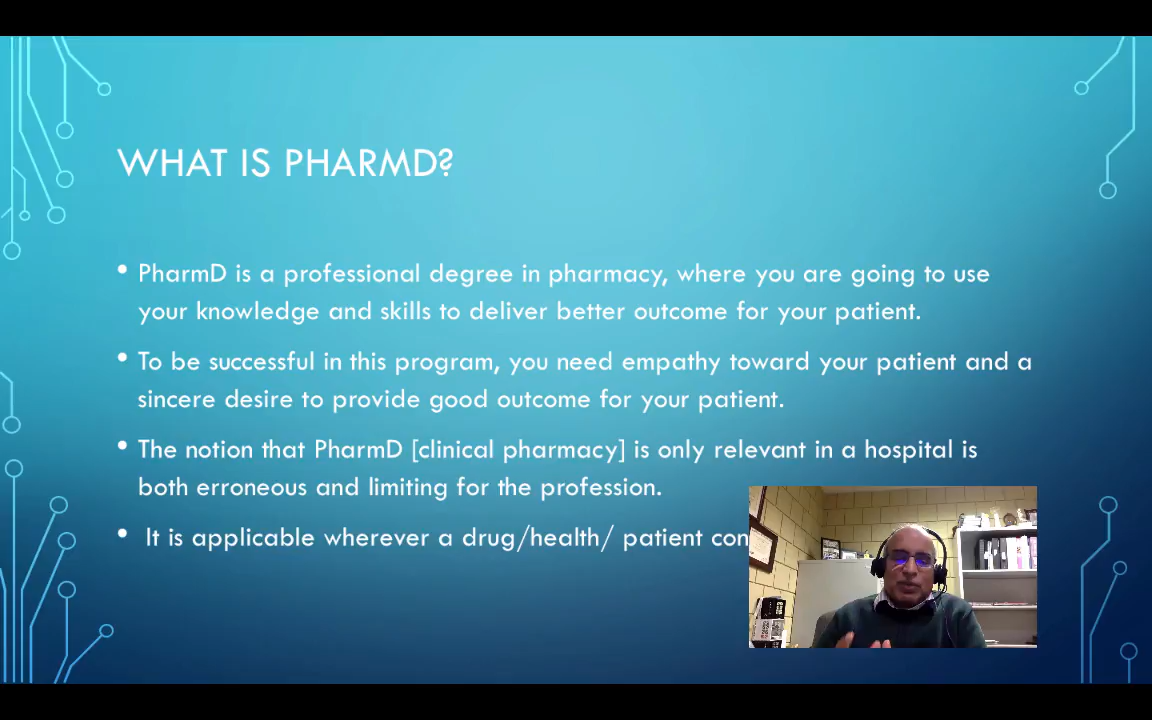 WHAT IS PHARMD?
• PharmD is a professional degree in pharmacy, where you are going to use
your knowledge and skills to deliver better outcome for your patient.
• To be successful in this program, you need empathy toward your patient and a
sincere desire to provide good outcome for your patient.
• The notion that PharmD [clinical pharmacy] is only relevant in a hospital is
both erroneous and limiting for the profession.
• It is applicable wherever a drug/health/ patient con